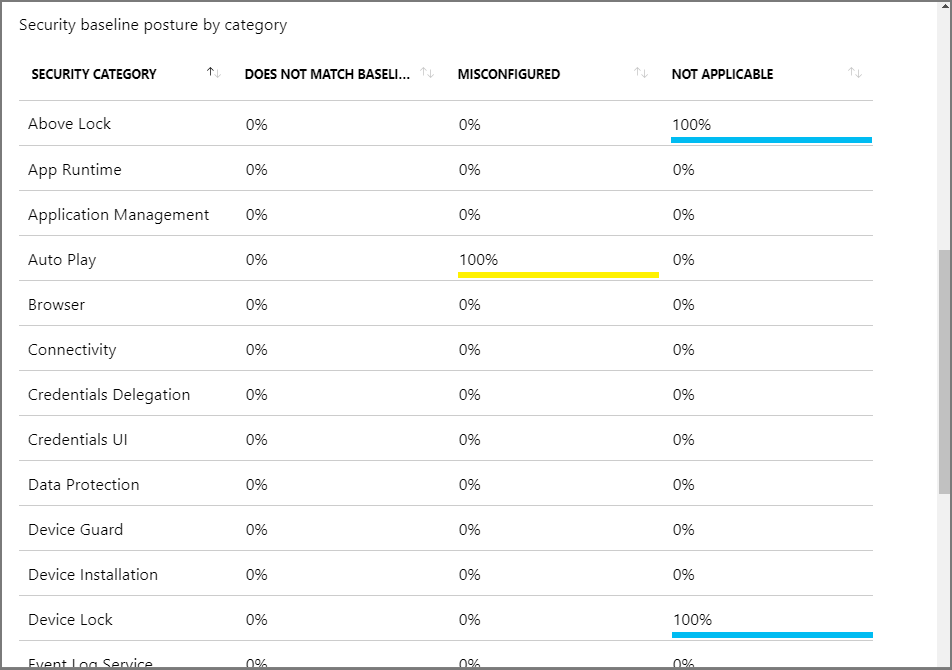 Security baseline posture by category
SECURITY CATEGORY DOES NOT MATCH BASELI... MISCONFIGURED NOT APPLICABLE
Above Lock 0% 0% 100%
App Runtime 0% 0% 0%
Application Management 0% 0% 0%
Auto Play 0% 100% 0%
Browser 0% 0% 0%
Connectivity 0% 0% 0%
Credentials Delegation 0% 0% 0%
Credentials UI 0% 0% 0%
Data Protection 0% 0% 0%
Device Guard 0% 0% 0%
Device Installation 0% 0% 0%
Device Lock 0% 0% 100%
Event Log Service 0% 0% 0%